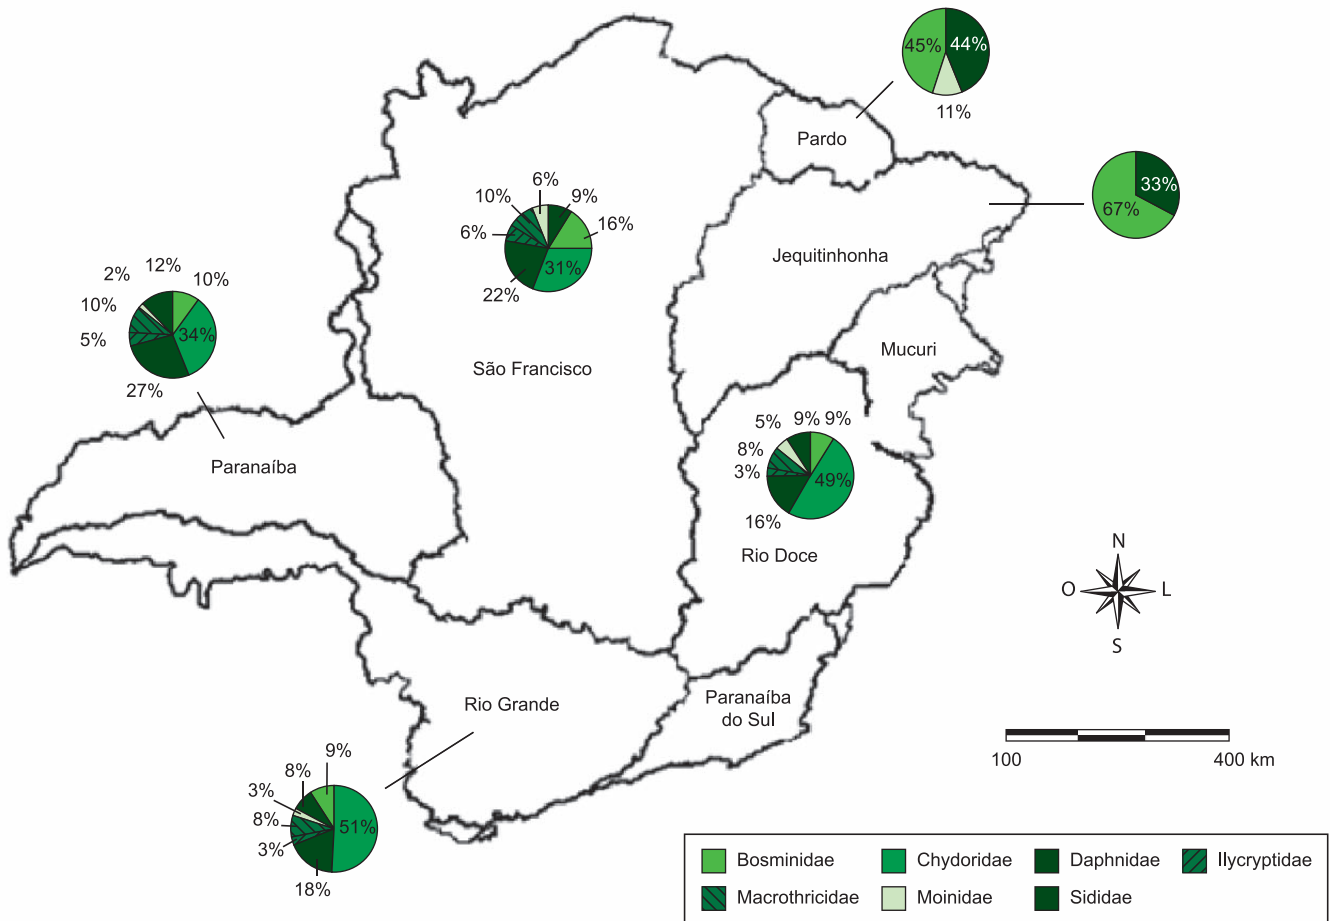 45%
44%
11%
Pardo
33%
67%
6%
10%
9%
6%
16%
31%
22%
Jequitinhonha
2%
12%
10%
10%
34%
5%
27%
São Francisco
Mucuri
5%
9%
9%
8%
3%
49%
16%
Paranaíba
Rio Doce
N
O
L
S
Rio Grande
Paranaíba
do Sul
100
400 km
9%
8%
3%
8%
51%
3%
18%
Bosminidae
Chydoridae
Daphnidae
Ilycryptidae
Macrothricidae
Moinidae
Sididae